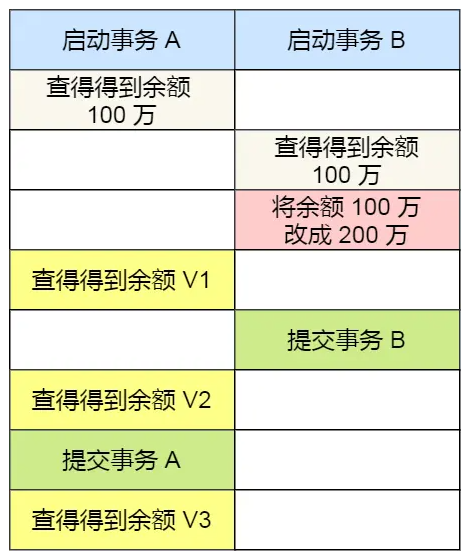 启动事务 A
启动事务 B
查得得到余额
100 万
查得得到余额
100 万
将余额 100 万
改成 200 万
查得得到余额 V1
提交事务 B
查得得到余额 V2
提交事务 A
查得得到余额 V3